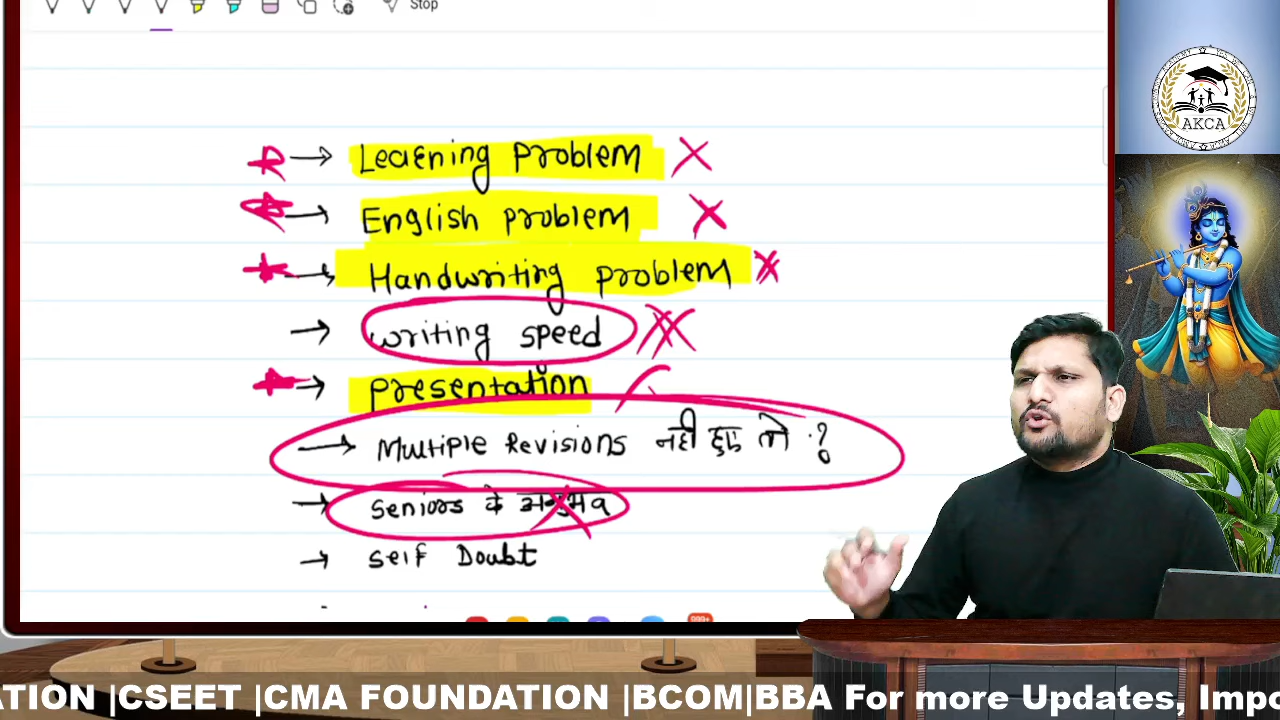 Stop
AKCA
→ Learning problem
→ English problem
→ Handwriting problem
→ writing speed
→ presentation
→ Multiple Revisions नही हुए तो ?
→ Seniors के अनुभव
→ Self Doubt
999+
ATION |CSEET |CMA FOUNDATION |BCOM|BBA For more Updates, Impo